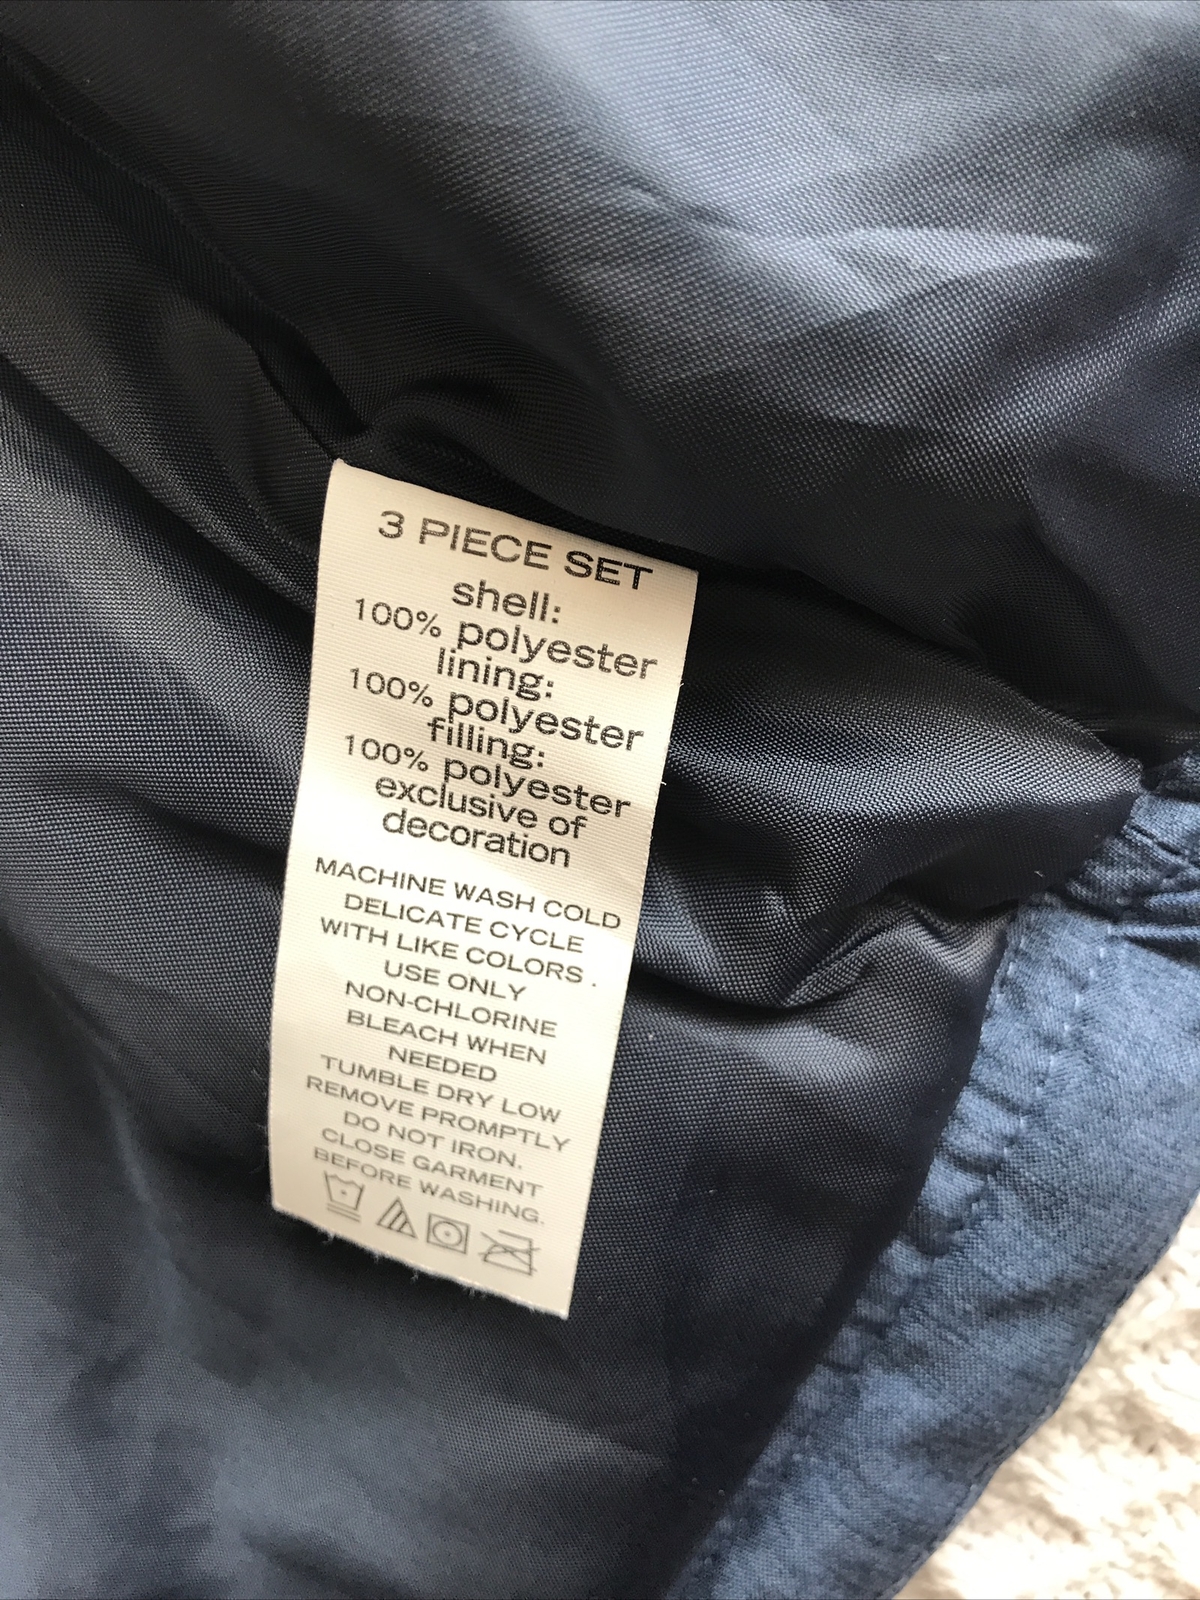 3 PIECE SET
shell:
100% polyester
lining:
100% polyester
filling:
100% polyester
exclusive of
decoration
MACHINE WASH COLD
DELICATE CYCLE
WITH LIKE COLORS .
USE ONLY
NON-CHLORINE
BLEACH WHEN
NEEDED
TUMBLE DRY LOW
REMOVE PROMPTLY
DO NOT IRON.
CLOSE GARMENT
BEFORE WASHING.